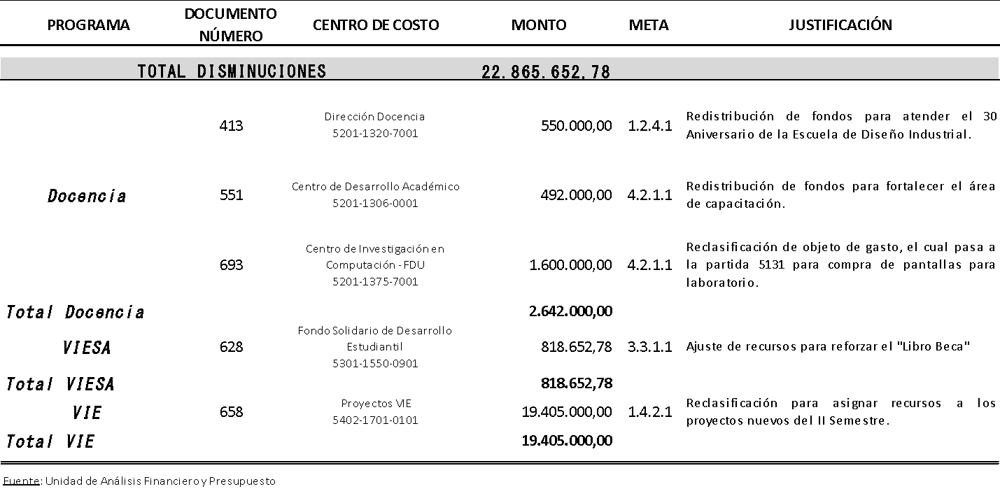 PROGRAMA DOCUMENTO NÚMERO CENTRO DE COSTO MONTO META JUSTIFICACIÓN
TOTAL DISMINUCIONES 22.865.652,78
Dirección Docencia
5201-1320-7001
413 550.000,00 1.2.4.1
Redistribución de fondos para atender el 30
Aniversario de la Escuela de Diseño Industrial.
Docencia
551
Centro de Desarrollo Académico
5201-1306-0001
492.000,00 4.2.1.1
Redistribución de fondos para fortalecer el área
de capacitación.
693
Centro de Investigación en
Computación - FDU
5201-1375-7001
1.600.000,00 4.2.1.1
Reclasificación de objeto de gasto, el cual pasa a
la partida 5131 para compra de pantallas para
laboratorio.
Total Docencia 2.642.000,00
VIESA 628
Fondo Solidario de Desarrollo
Estudiantil
5301-1550-0901
818.652,78 3.3.1.1 Ajuste de recursos para reforzar el "Libro Beca"
Total VIESA 818.652,78
VIE 658
Proyectos VIE
5402-1701-0101
19.405.000,00 1.4.2.1
Reclasificación para asignar recursos a los
proyectos nuevos del II Semestre.
Total VIE 19.405.000,00
Fuente: Unidad de Análisis Financiero y Presupuesto